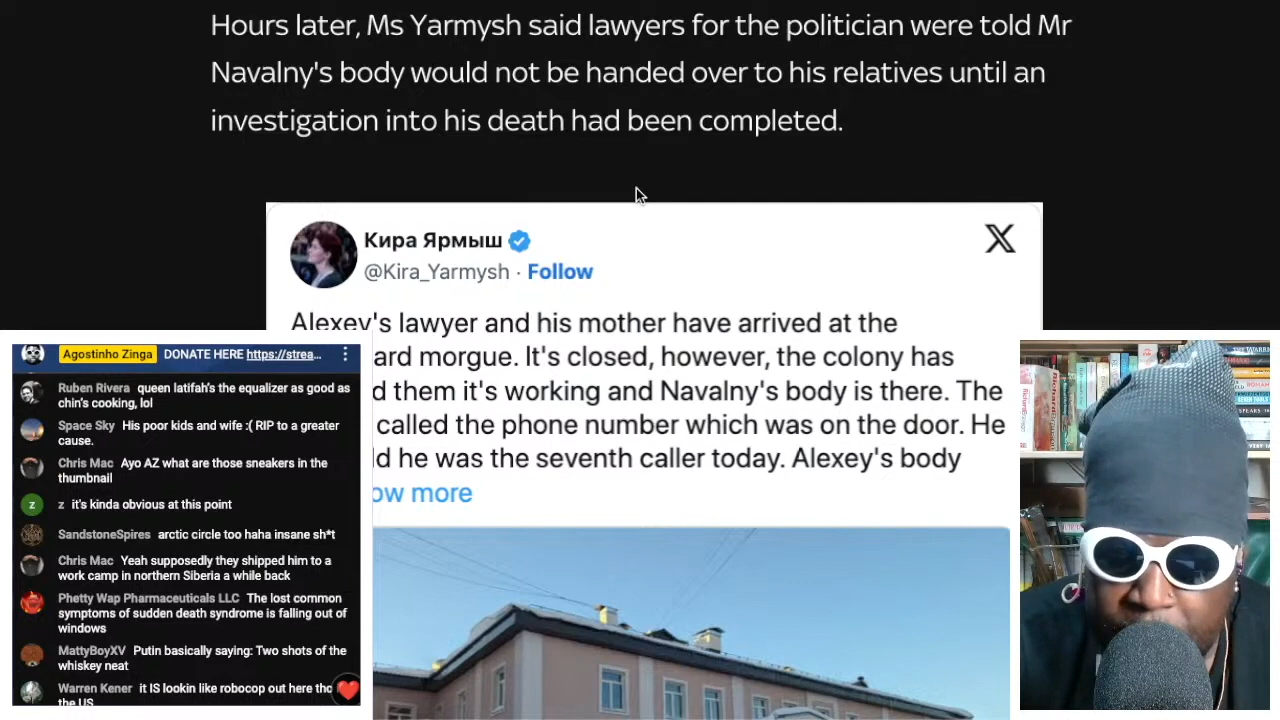 Hours later, Ms Yarmysh said lawyers for the politician were told Mr
Navalny's body would not be handed over to his relatives until an
investigation into his death had been completed.
Кира Ярмыш
@Kira_Yarmysh · Follow
Alexey's lawyer and his mother have arrived at the
ard morgue. It's closed, however, the colony has
d them it's working and Navalny's body is there. The
called the phone number which was on the door. He
d he was the seventh caller today. Alexey's body
ow more
Agostinho Zinga DONATE HERE https://strea...
Ruben Rivera queen latifah's the equalizer as good as
chin's cooking, lol
Space Sky His poor kids and wife :( RIP to a greater
cause.
Chris Mac Ayo AZ what are those sneakers in the
thumbnail
z z it's kinda obvious at this point
SandstoneSpires arctic circle too haha insane sh*t
Chris Mac Yeah supposedly they shipped him to a
work camp in northern Siberia a while back
Phetty Wap Pharmaceuticals LLC The lost common
symptoms of sudden death syndrome is falling out of
windows
MattyBoyXV Putin basically saying: Two shots of the
whiskey neat
Warren Kener it IS lookin like robocop out here tho
the US